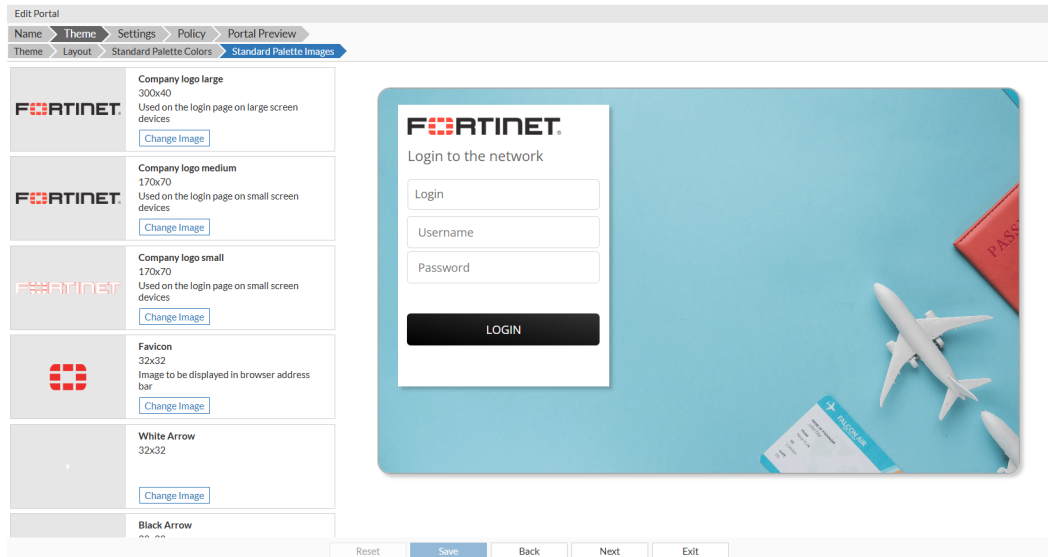 Edit Portal
Name Theme Settings Policy Portal Preview
Theme Layout Standard Palette Colors Standard Palette Images
FORTINET
Company logo large
300x40
Used on the login page on large screen
devices
Change Image
FORTINET
Company logo medium
170x70
Used on the login page on small screen
devices
Change Image
FORTINET
Company logo small
170x70
Used on the login page on small screen
devices
Change Image
Favicon
32x32
Image to be displayed in browser address
bar
Change Image
White Arrow
32x32
Change Image
Black Arrow
FORTINET
Login to the network
Login
Username
Password
LOGIN
PASS
FALCON AIR
Reset Save Back Next Exit